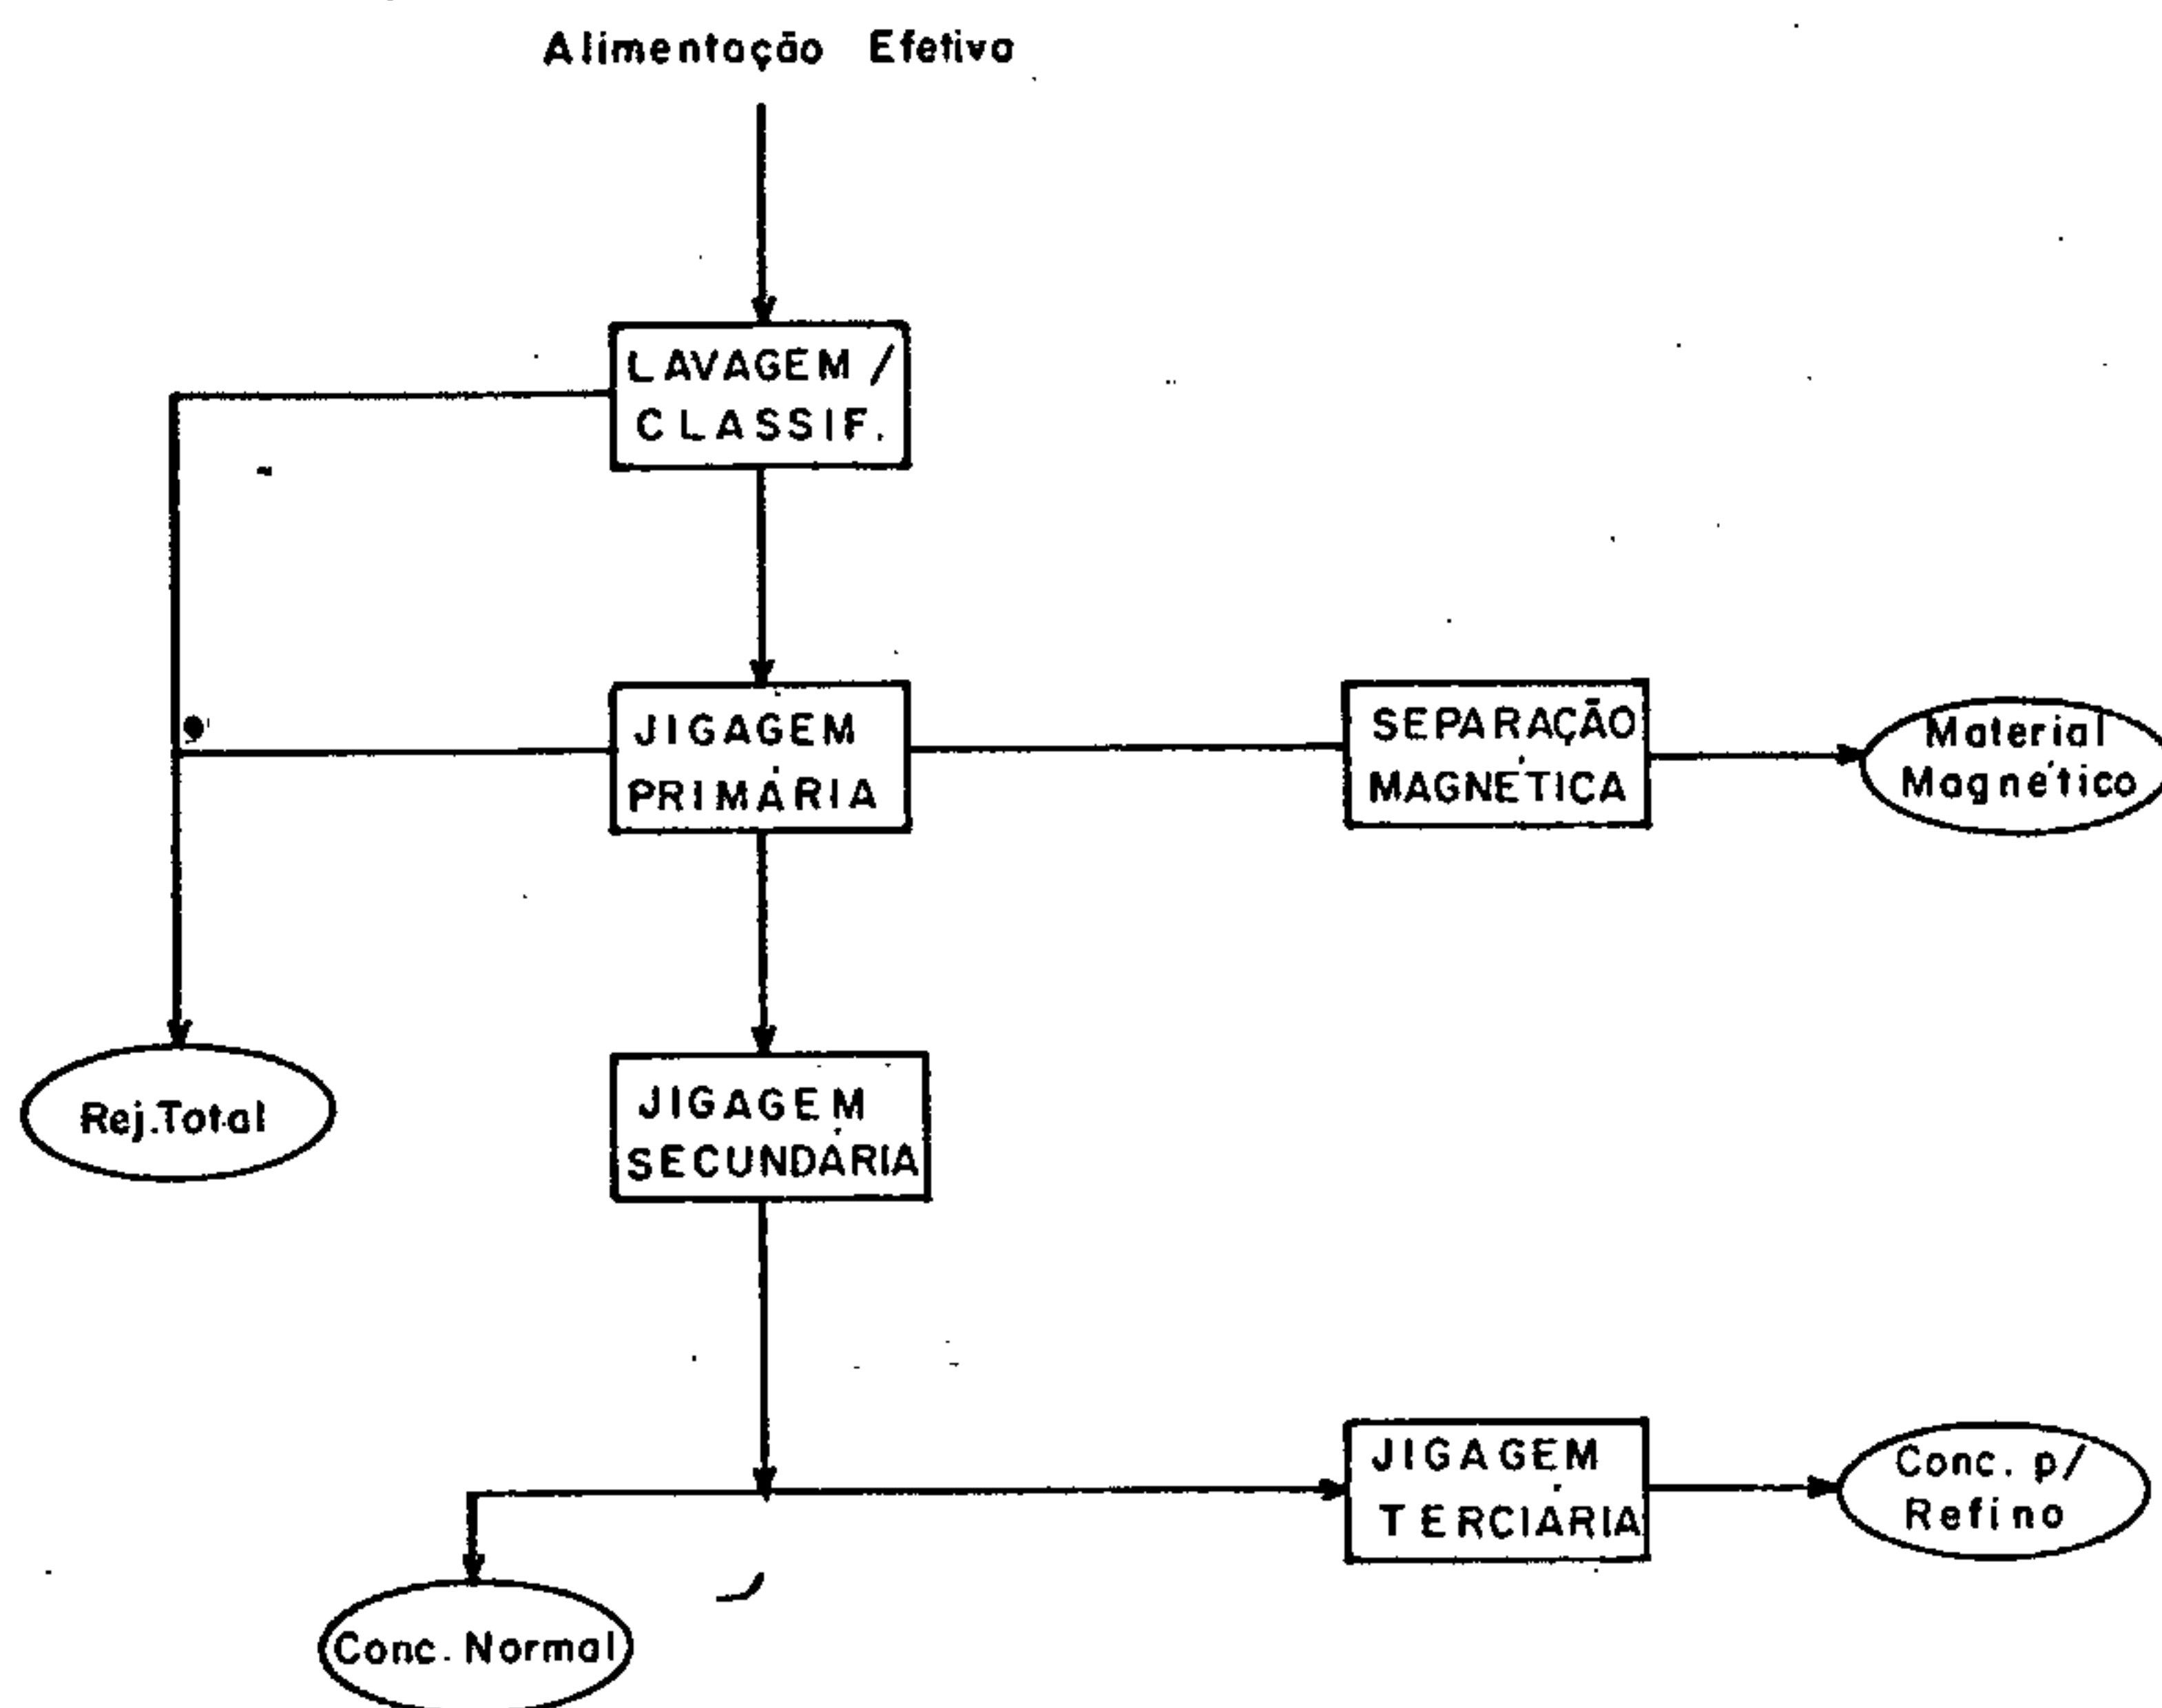 Alimentação Efetiva
LAVAGEM /
CLASSIF.
JIGAGEM
PRIMÁRIA
SEPARAÇÃO
MAGNÉTICA
Material
Magnético
Rej.Total
JIGAGEM
SECUNDÁRIA
JIGAGEM
TERCIÁRIA
Conc. p/
Refino
Conc. Normal